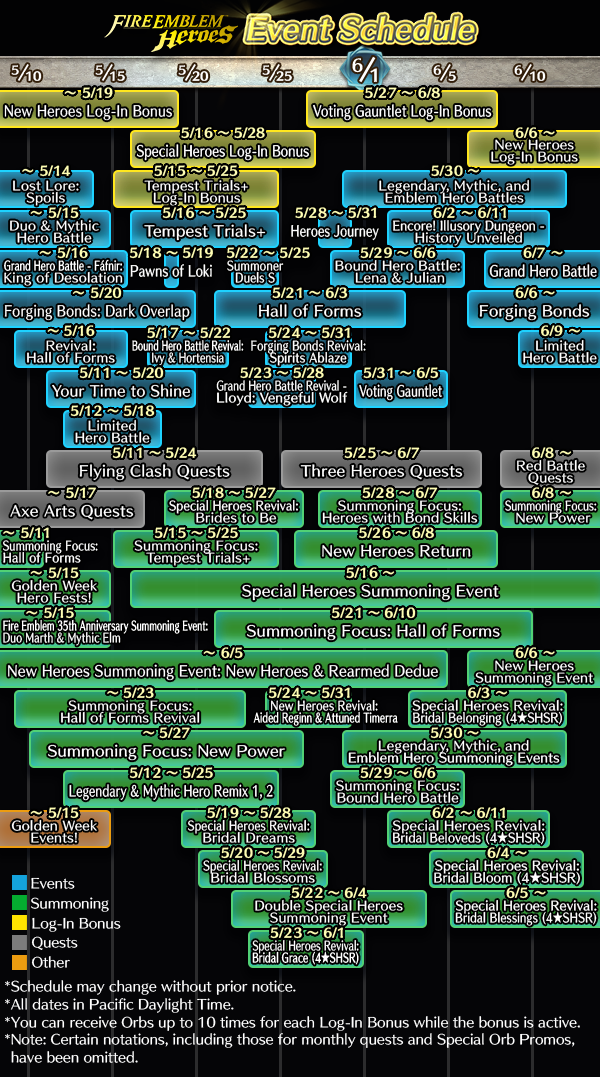 FIRE EMBLEM
Heroes
Event Schedule
5/10 5/15 5/20 5/25 6/1 6/5 6/10
~ 5/19
New Heroes Log-In Bonus
5/27 ~ 6/8
Voting Gauntlet Log-In Bonus
5/16 ~ 5/28
Special Heroes Log-In Bonus
6/6 ~
New Heroes
Log-In Bonus
~ 5/14
Lost Lore:
Spoils
5/15 ~ 5/25
Tempest Trials+
Log-In Bonus
5/30 ~
Legendary, Mythic, and
Emblem Hero Battles
~ 5/15
Duo & Mythic
Hero Battle
5/16 ~ 5/25
Tempest Trials+
5/28 ~ 5/31
Heroes Journey
6/2 ~ 6/11
Encore! Illusory Dungeon -
History Unveiled
~ 5/16
Grand Hero Battle - Fáfnir:
King of Desolation
5/18 ~ 5/19
Pawns of Loki
5/22 ~ 5/25
Summoner
Duels S
5/29 ~ 6/6
Bound Hero Battle:
Lena & Julian
6/7 ~
Grand Hero Battle
~ 5/20
Forging Bonds: Dark Overlap
5/21 ~ 6/3
Hall of Forms
6/6 ~
Forging Bonds
~ 5/16
Revival:
Hall of Forms
5/17 ~ 5/22
Bound Hero Battle Revival:
Ivy & Hortensia
5/24 ~ 5/31
Forging Bonds Revival:
Spirits Ablaze
6/9 ~
Limited
Hero Battle
5/11 ~ 5/20
Your Time to Shine
5/23 ~ 5/28
Grand Hero Battle Revival -
Lloyd: Vengeful Wolf
5/31 ~ 6/5
Voting Gauntlet
5/12 ~ 5/18
Limited
Hero Battle
5/11 ~ 5/24
Flying Clash Quests
5/25 ~ 6/7
Three Heroes Quests
6/8 ~
Red Battle
Quests
~ 5/17
Axe Arts Quests
5/18 ~ 5/27
Special Heroes Revival:
Brides to Be
5/28 ~ 6/7
Summoning Focus:
Heroes with Bond Skills
6/8 ~
Summoning Focus:
New Power
~ 5/11
Summoning Focus:
Hall of Forms
5/15 ~ 5/25
Summoning Focus:
Tempest Trials+
5/26 ~ 6/8
New Heroes Return
~ 5/15
Golden Week
Hero Fests!
5/16 ~
Special Heroes Summoning Event
~ 5/15
Fire Emblem 35th Anniversary Summoning Event:
Duo Marth & Mythic Elm
5/21 ~ 6/10
Summoning Focus: Hall of Forms
~ 6/5
New Heroes Summoning Event: New Heroes & Rearmed Dedue
6/6 ~
New Heroes
Summoning Event
~ 5/23
Summoning Focus:
Hall of Forms Revival
5/24 ~ 5/31
New Heroes Revival:
Aided Reginn & Attuned Timerra
6/3 ~
Special Heroes Revival:
Bridal Belonging (4★SHSR)
~ 5/27
Summoning Focus: New Power
5/30 ~
Legendary, Mythic, and
Emblem Hero Summoning Events
5/12 ~ 5/25
Legendary & Mythic Hero Remix 1, 2
5/29 ~ 6/6
Summoning Focus:
Bound Hero Battle
~ 5/15
Golden Week
Events!
5/19 ~ 5/28
Special Heroes Revival:
Bridal Dreams
6/2 ~ 6/11
Special Heroes Revival:
Bridal Beloveds (4★SHSR)
5/20 ~ 5/29
Special Heroes Revival:
Bridal Blossoms
6/4 ~
Special Heroes Revival:
Bridal Bloom (4★SHSR)
5/22 ~ 6/4
Double Special Heroes
Summoning Event
6/5 ~
Special Heroes Revival:
Bridal Blessings (4★SHSR)
5/23 ~ 6/1
Special Heroes Revival:
Bridal Grace (4★SHSR)
Events
Summoning
Log-In Bonus
Quests
Other
*Schedule may change without prior notice.
*All dates in Pacific Daylight Time.
*You can receive Orbs up to 10 times for each Log-In Bonus while the bonus is active.
*Note: Certain notations, including those for monthly quests and Special Orb Promos,
have been omitted.